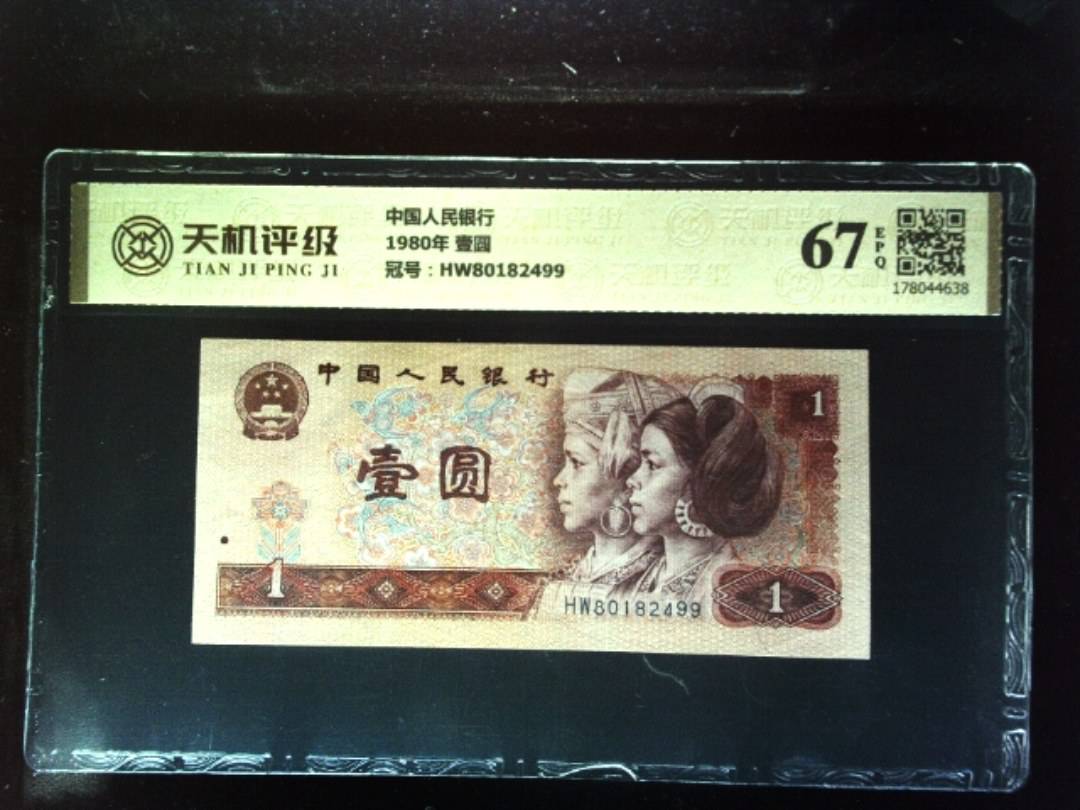 天机评级
TIAN JI PING JI
中国人民银行
1980年 壹圆
冠号：HW80182499
67
EPQ
178044638
中国人民银行
1
壹圆
1
HW80182499
1